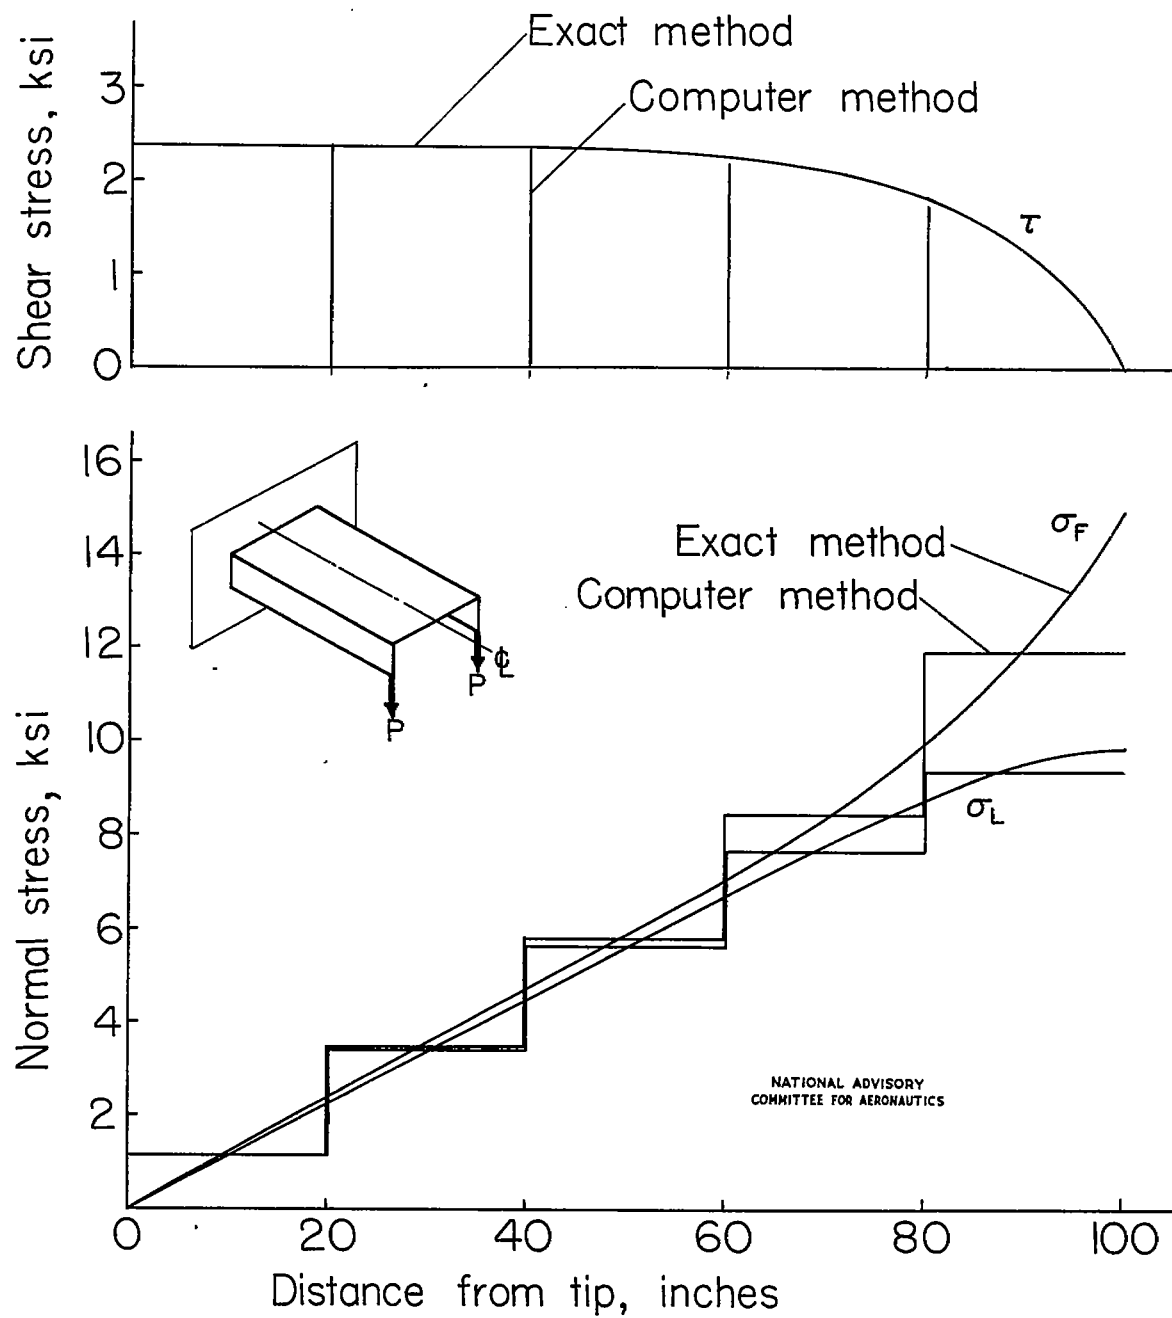 Exact method
Computer method
Shear stress, ksi
3
2
1
0
τ
16
14
12
10
8
6
4
2
Normal stress, ksi
P
P
℄
σF
Exact method
Computer method
σL
NATIONAL ADVISORY
COMMITTEE FOR AERONAUTICS
0 20 40 60 80 100
Distance from tip, inches